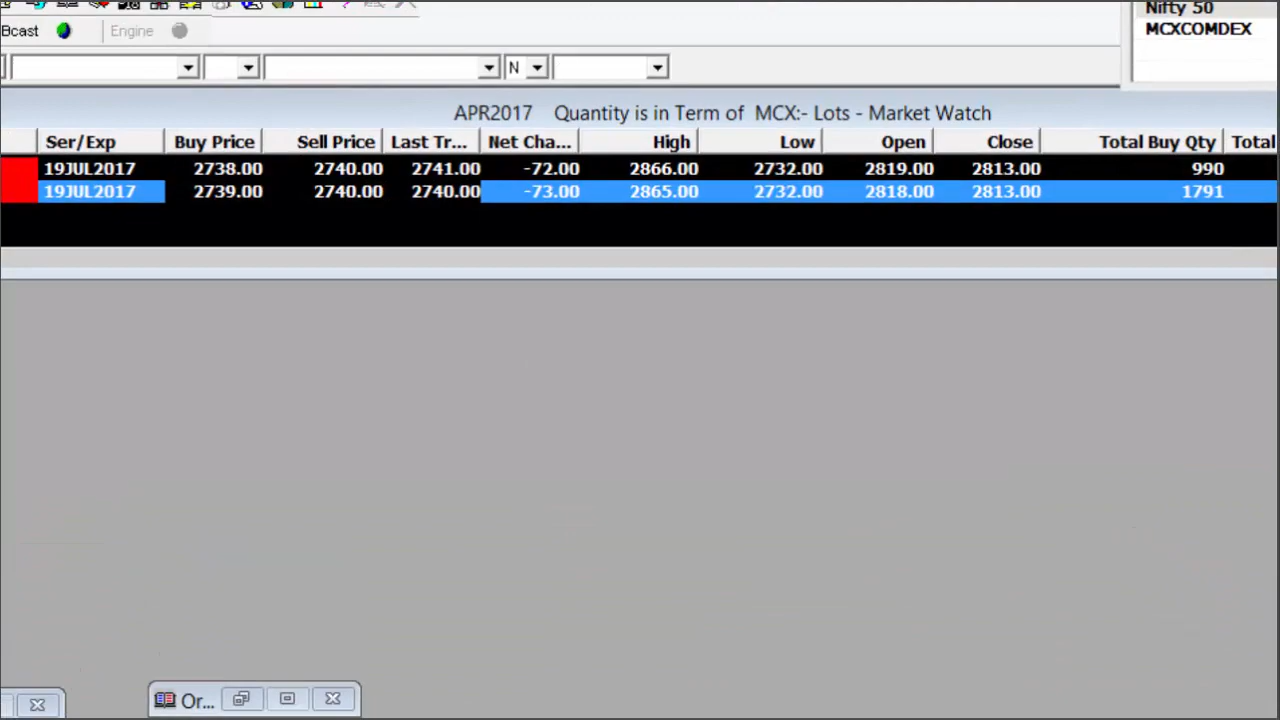 Nifty 50
MCXCOMDEX
Bcast Engine
N
APR2017 Quantity is in Term of MCX:- Lots - Market Watch
Ser/Exp Buy Price Sell Price Last Tr... Net Cha... High Low Open Close Total Buy Qty Total
19JUL2017 2738.00 2740.00 2741.00 -72.00 2866.00 2732.00 2819.00 2813.00 990
19JUL2017 2739.00 2740.00 2740.00 -73.00 2865.00 2732.00 2818.00 2813.00 1791
Or...